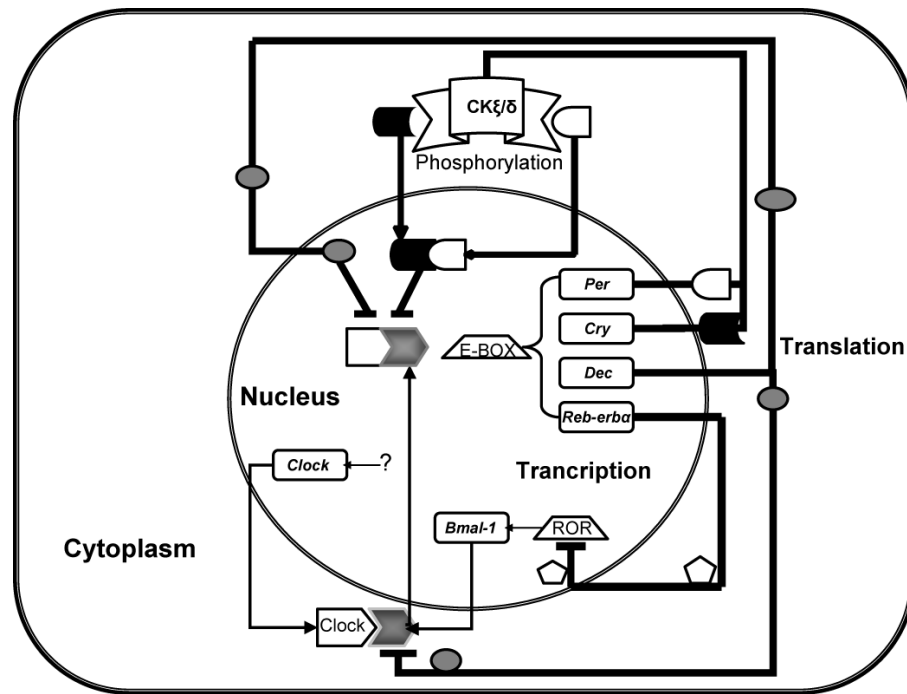 CKξ/δ
Phosphorylation
Per
Cry
E-BOX
Translation
Dec
Nucleus
Reb-erbα
Clock
?
Trancription
Bmal-1
ROR
Cytoplasm
Clock